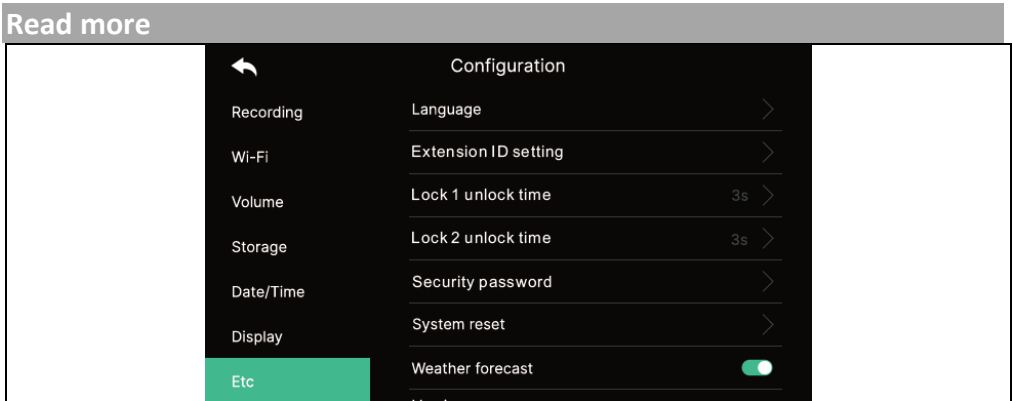 Read more
Configuration
Recording
Wi-Fi
Volume
Storage
Date/Time
Display
Etc
Language
Extension ID setting
Lock 1 unlock time 3s
Lock 2 unlock time 3s
Security password
System reset
Weather forecast